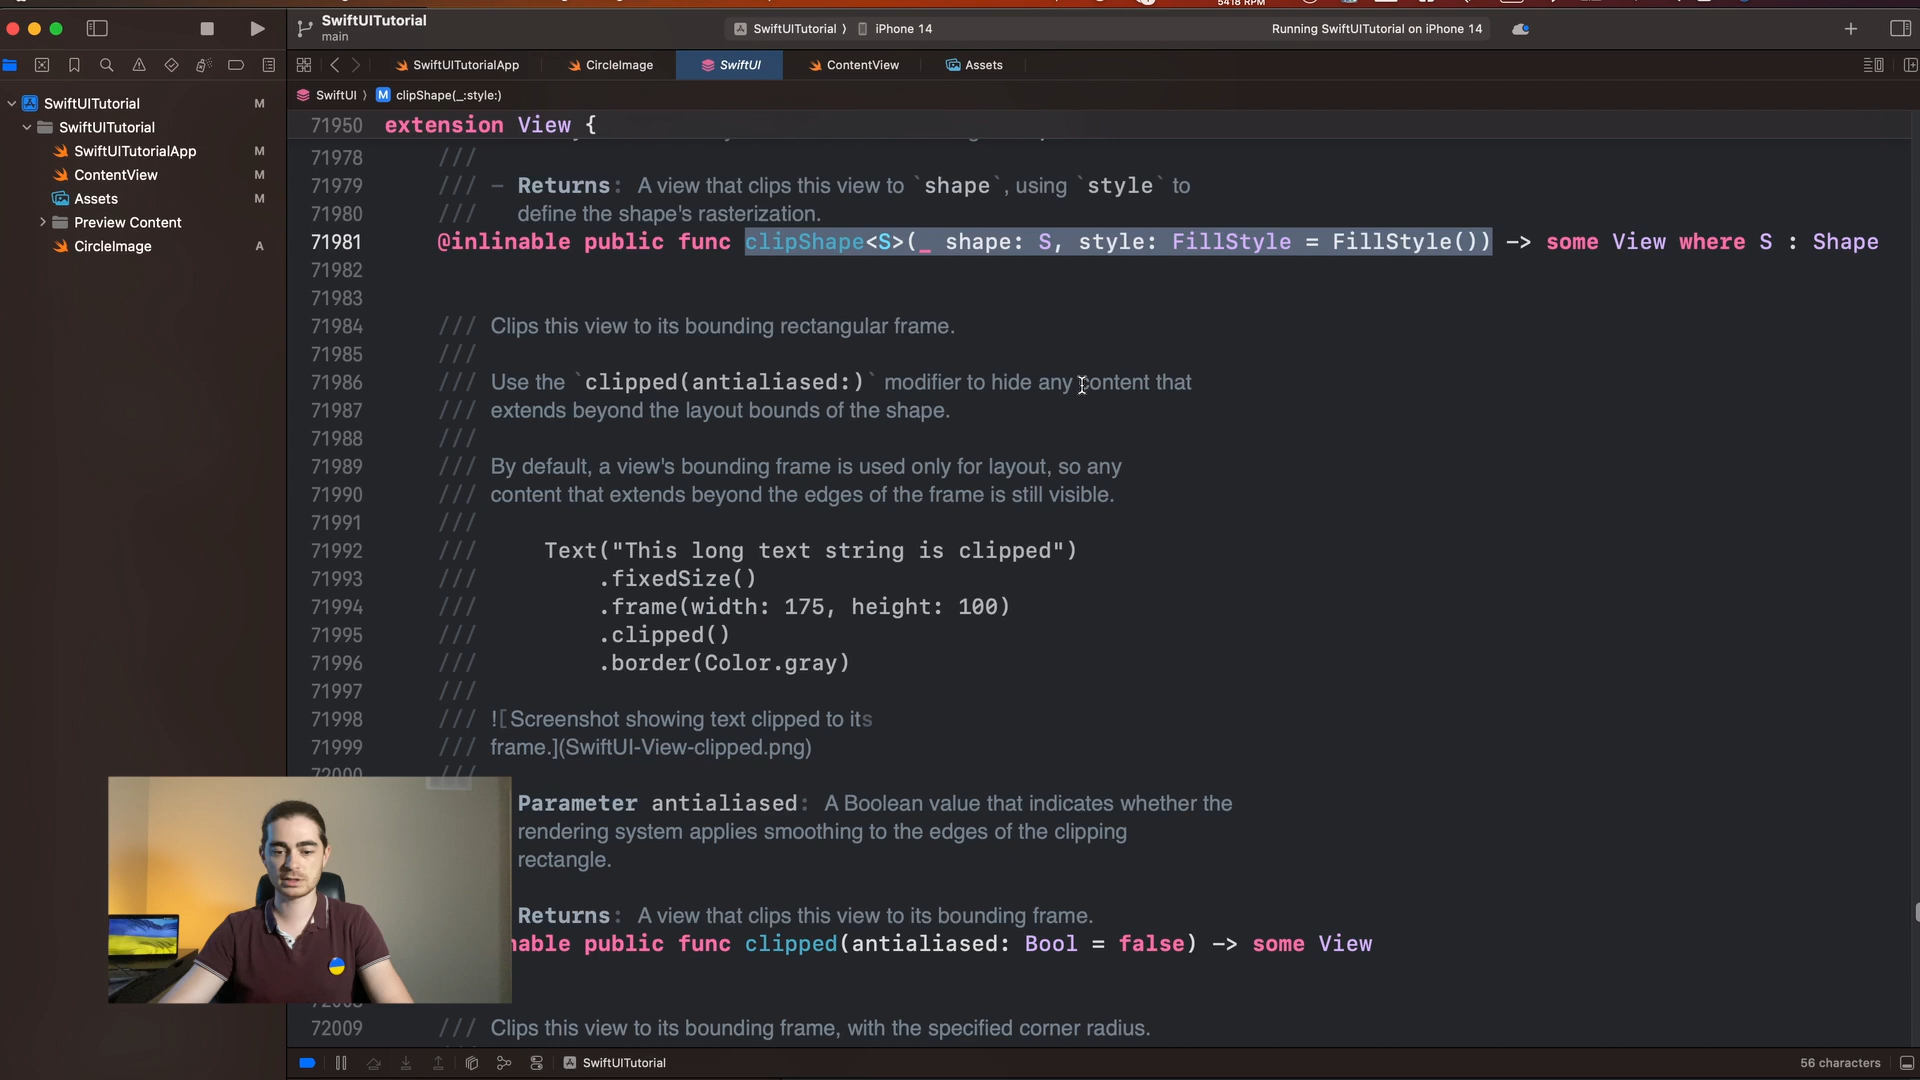 5418 RPM
SwiftUITutorial
main
SwiftUITutorial 〉 iPhone 14
Running SwiftUITutorial on iPhone 14
SwiftUITutorialApp
CircleImage
SwiftUI
ContentView
Assets
SwiftUI 〉 M clipShape(_:style:)
SwiftUITutorial M
SwiftUITutorial
SwiftUITutorialApp M
ContentView M
Assets M
Preview Content
CircleImage A
71950 extension View {
71978 ///
71979 /// - Returns: A view that clips this view to `shape`, using `style` to
71980 /// define the shape's rasterization.
71981 @inlinable public func clipShape<S>(_ shape: S, style: FillStyle = FillStyle()) -> some View where S : Shape
71982
71983
71984 /// Clips this view to its bounding rectangular frame.
71985 ///
71986 /// Use the `clipped(antialiased:)` modifier to hide any content that
71987 /// extends beyond the layout bounds of the shape.
71988 ///
71989 /// By default, a view's bounding frame is used only for layout, so any
71990 /// content that extends beyond the edges of the frame is still visible.
71991 ///
71992 /// Text("This long text string is clipped")
71993 /// .fixedSize()
71994 /// .frame(width: 175, height: 100)
71995 /// .clipped()
71996 /// .border(Color.gray)
71997 ///
71998 /// ![Screenshot showing text clipped to its
71999 /// frame.](SwiftUI-View-clipped.png)
72000 ///
Parameter antialiased: A Boolean value that indicates whether the
rendering system applies smoothing to the edges of the clipping
rectangle.
Returns: A view that clips this view to its bounding frame.
nable public func clipped(antialiased: Bool = false) -> some View
72009 /// Clips this view to its bounding frame, with the specified corner radius.
SwiftUITutorial
56 characters